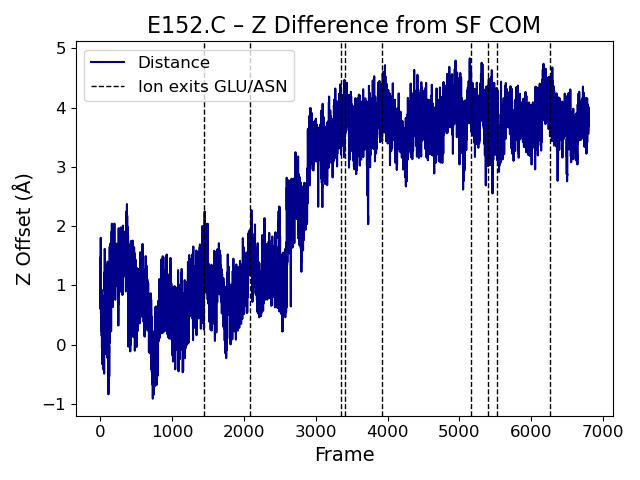 E152.C – Z Difference from SF COM
Distance
Ion exits GLU/ASN
Z Offset (Å)
5
4
3
2
1
0
−1
0 1000 2000 3000 4000 5000 6000 7000
Frame